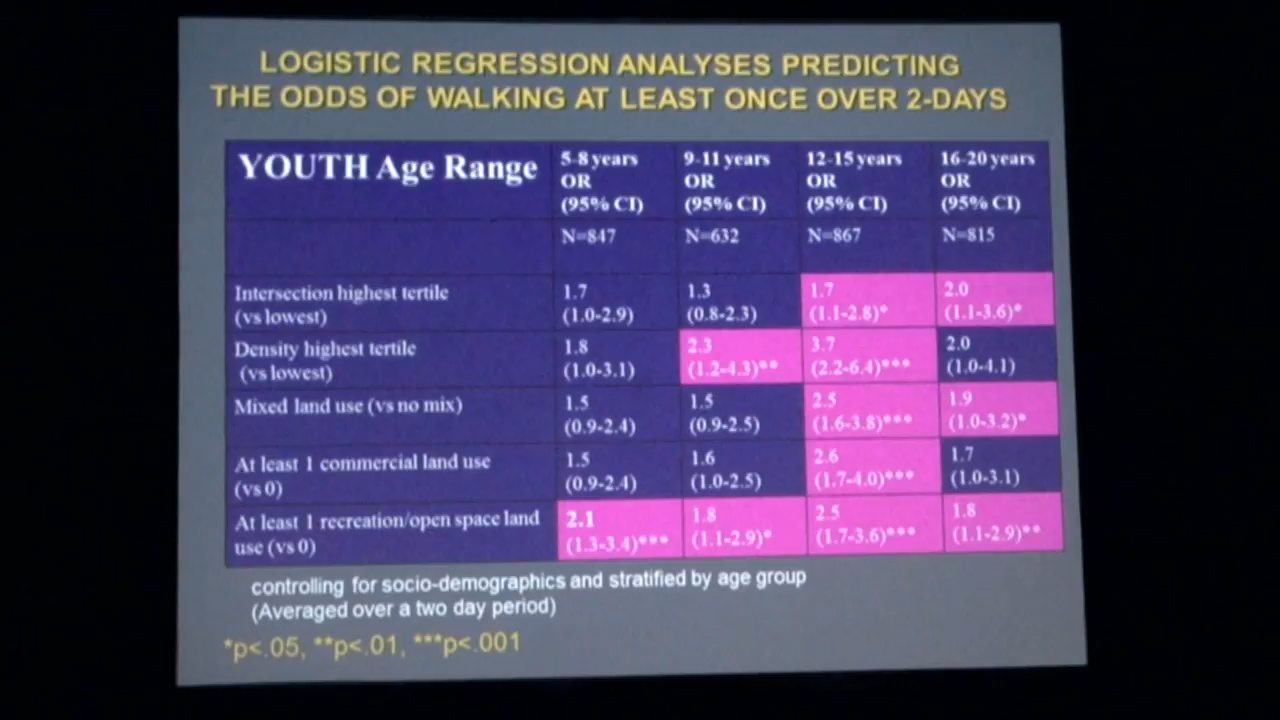 LOGISTIC REGRESSION ANALYSES PREDICTING
THE ODDS OF WALKING AT LEAST ONCE OVER 2-DAYS
YOUTH Age Range
5-8 years
OR
(95% CI)
9-11 years
OR
(95% CI)
12-15 years
OR
(95% CI)
16-20 years
OR
(95% CI)
N=847
N=632
N=867
N=815
Intersection highest tertile
(vs lowest)
1.7
(1.0-2.9)
1.3
(0.8-2.3)
1.7
(1.1-2.8)*
2.0
(1.1-3.6)*
Density highest tertile
(vs lowest)
1.8
(1.0-3.1)
2.3
(1.2-4.3)**
3.7
(2.2-6.4)***
2.0
(1.0-4.1)
Mixed land use (vs no mix)
1.5
(0.9-2.4)
1.5
(0.9-2.5)
2.5
(1.6-3.8)***
1.9
(1.0-3.2)*
At least 1 commercial land use
(vs 0)
1.5
(0.9-2.4)
1.6
(1.0-2.5)
2.6
(1.7-4.0)***
1.7
(1.0-3.1)
At least 1 recreation/open space land
use (vs 0)
2.1
(1.3-3.4)***
1.8
(1.1-2.9)*
2.5
(1.7-3.6)***
1.8
(1.1-2.9)**
controlling for socio-demographics and stratified by age group
(Averaged over a two day period)
*p<.05, **p<.01, ***p<.001